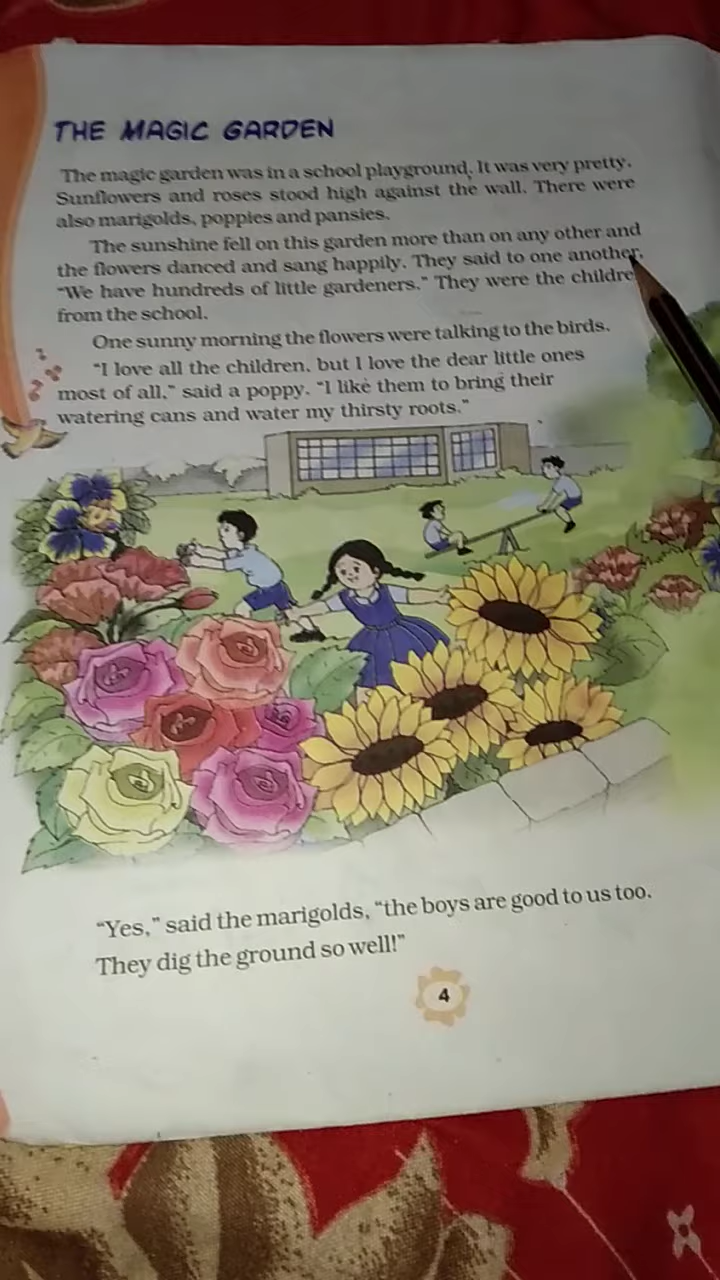 THE MAGIC GARDEN
The magic garden was in a school playground. It was very pretty.
Sunflowers and roses stood high against the wall. There were
also marigolds, poppies and pansies.
The sunshine fell on this garden more than on any other and
the flowers danced and sang happily. They said to one another,
“We have hundreds of little gardeners.” They were the childre
from the school.
One sunny morning the flowers were talking to the birds.
“I love all the children, but I love the dear little ones
most of all,” said a poppy. “I like them to bring their
watering cans and water my thirsty roots.”
“Yes,” said the marigolds, “the boys are good to us too.
They dig the ground so well!”
4